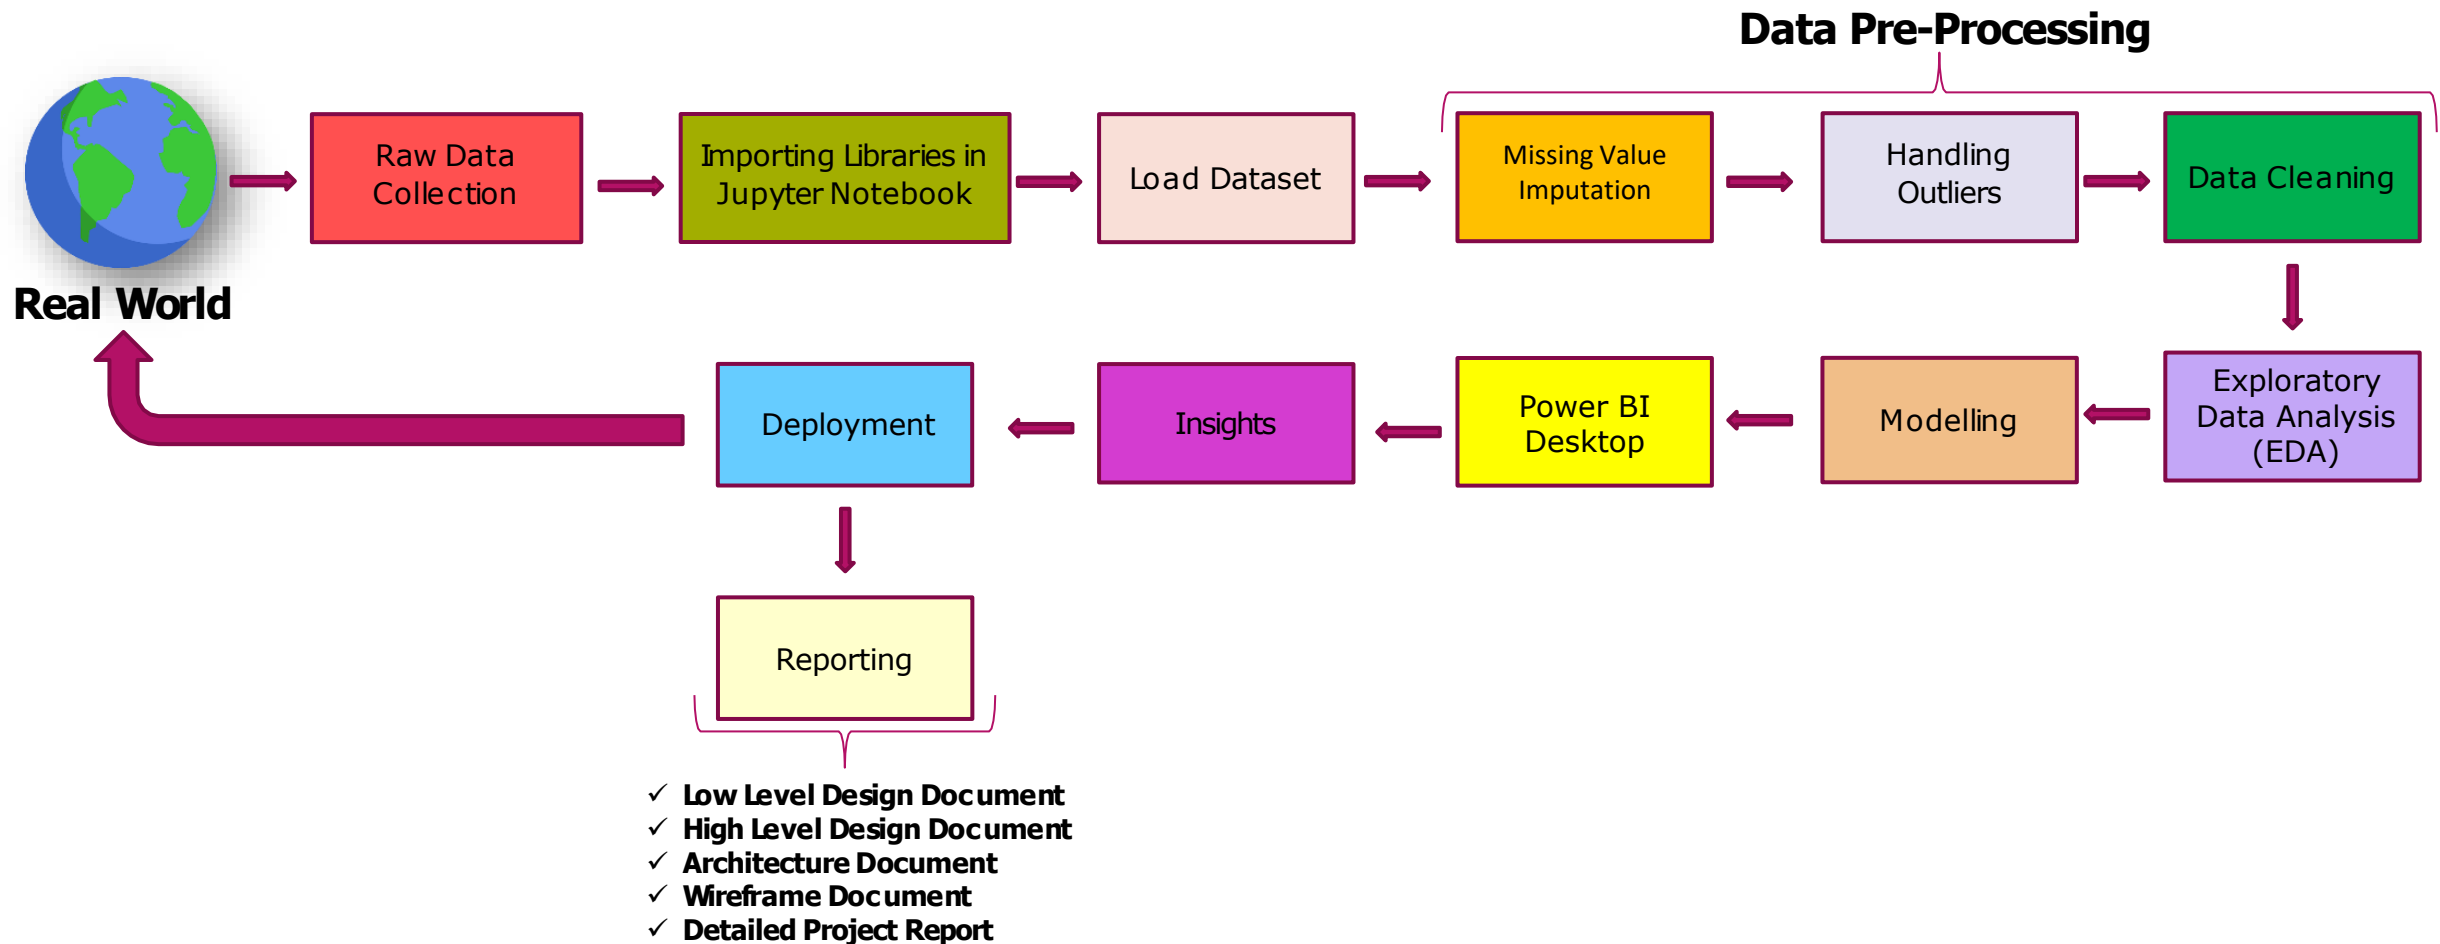 Data Pre-Processing
Raw Data
Collection
Importing Libraries in
Jupyter Notebook
Load Dataset
Missing Value
Imputation
Handling
Outliers
Data Cleaning
Real World
Deployment
Insights
Power BI
Desktop
Modelling
Exploratory
Data Analysis
(EDA)
Reporting
✓ Low Level Design Document
✓ High Level Design Document
✓ Architecture Document
✓ Wireframe Document
✓ Detailed Project Report